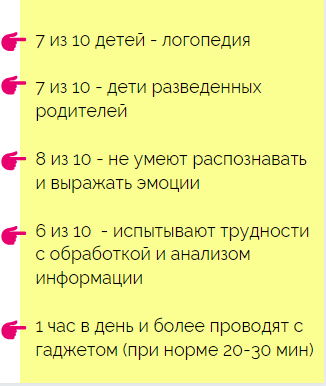 7 из 10 детей - логопедия
7 из 10 - дети разведенных
родителей
8 из 10 - не умеют распознавать
и выражать эмоции
6 из 10 - испытывают трудности
с обработкой и анализом
информации
1 час в день и более проводят с
гаджетом (при норме 20-30 мин)